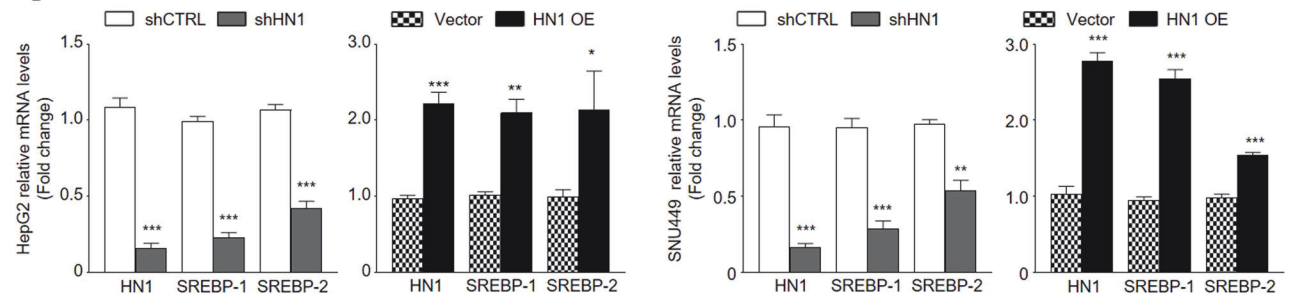 shCTRL shHN1
HepG2 relative mRNA levels
(Fold change)
1.5
1.0
0.5
0
***
***
***
HN1 SREBP-1 SREBP-2
Vector HN1 OE
3.0
2.0
1.0
0
***
**
*
HN1 SREBP-1 SREBP-2
shCTRL shHN1
SNU449 relative mRNA levels
(Fold change)
1.5
1.0
0.5
0
***
***
**
HN1 SREBP-1 SREBP-2
Vector HN1 OE
3.0
2.0
1.0
0
***
***
***
HN1 SREBP-1 SREBP-2